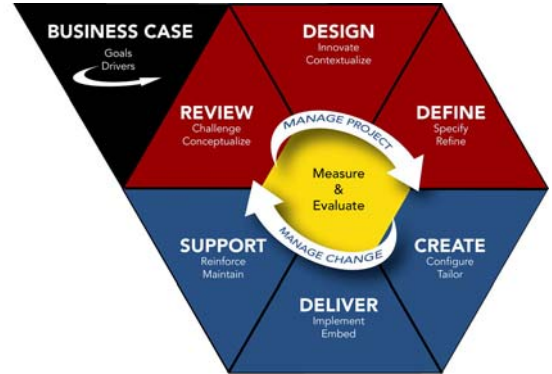 BUSINESS CASE
Goals
Drivers
DESIGN
Innovate
Contextualize
REVIEW
Challenge
Conceptualize
DEFINE
Specify
Refine
MANAGE PROJECT
Measure
&
Evaluate
MANAGE CHANGE
SUPPORT
Reinforce
Maintain
CREATE
Configure
Tailor
DELIVER
Implement
Embed